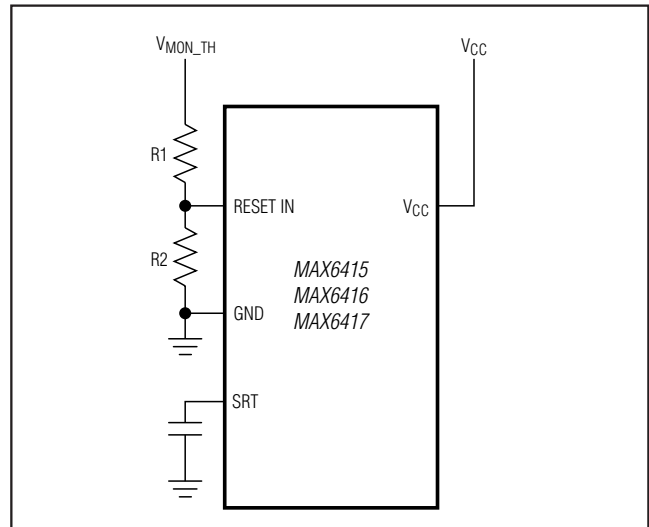 VMON_TH
VCC
R1
RESET IN
VCC
R2
MAX6415
MAX6416
MAX6417
GND
SRT